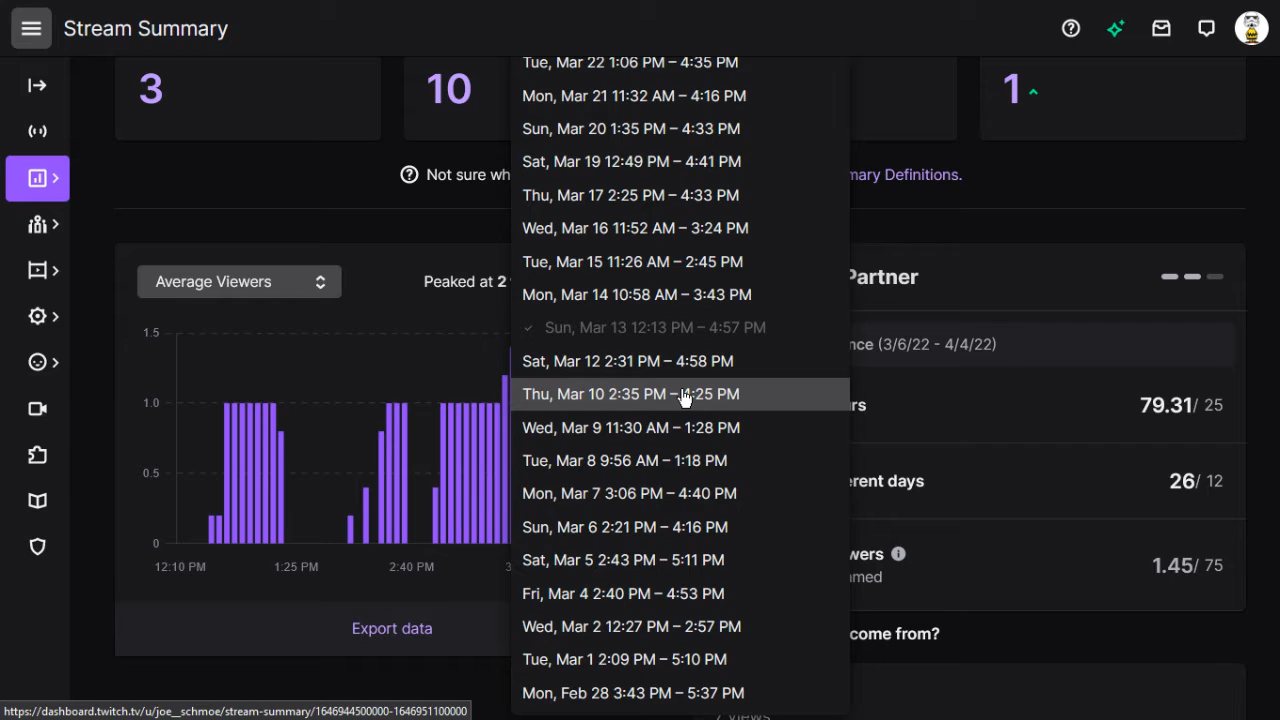 Stream Summary
3
10
1
Not sure wh
mary Definitions.
Average Viewers
Peaked at 2
1.5
1.0
0.5
0
12:10 PM
1:25 PM
2:40 PM
3
Export data
Tue, Mar 22 1:06 PM – 4:35 PM
Mon, Mar 21 11:32 AM – 4:16 PM
Sun, Mar 20 1:35 PM – 4:33 PM
Sat, Mar 19 12:49 PM – 4:41 PM
Thu, Mar 17 2:25 PM – 4:33 PM
Wed, Mar 16 11:52 AM – 3:24 PM
Tue, Mar 15 11:26 AM – 2:45 PM
Mon, Mar 14 10:58 AM – 3:43 PM
Sun, Mar 13 12:13 PM – 4:57 PM
Sat, Mar 12 2:31 PM – 4:58 PM
Thu, Mar 10 2:35 PM – 4:25 PM
Wed, Mar 9 11:30 AM – 1:28 PM
Tue, Mar 8 9:56 AM – 1:18 PM
Mon, Mar 7 3:06 PM – 4:40 PM
Sun, Mar 6 2:21 PM – 4:16 PM
Sat, Mar 5 2:43 PM – 5:11 PM
Fri, Mar 4 2:40 PM – 4:53 PM
Wed, Mar 2 12:27 PM – 2:57 PM
Tue, Mar 1 2:09 PM – 5:10 PM
Mon, Feb 28 3:43 PM – 5:37 PM
Partner
nce (3/6/22 - 4/4/22)
rs
79.31/ 25
erent days
26/ 12
wers
med
1.45/ 75
come from?
7 views
https://dashboard.twitch.tv/u/joe__schmoe/stream-summary/1646944500000-1646951100000